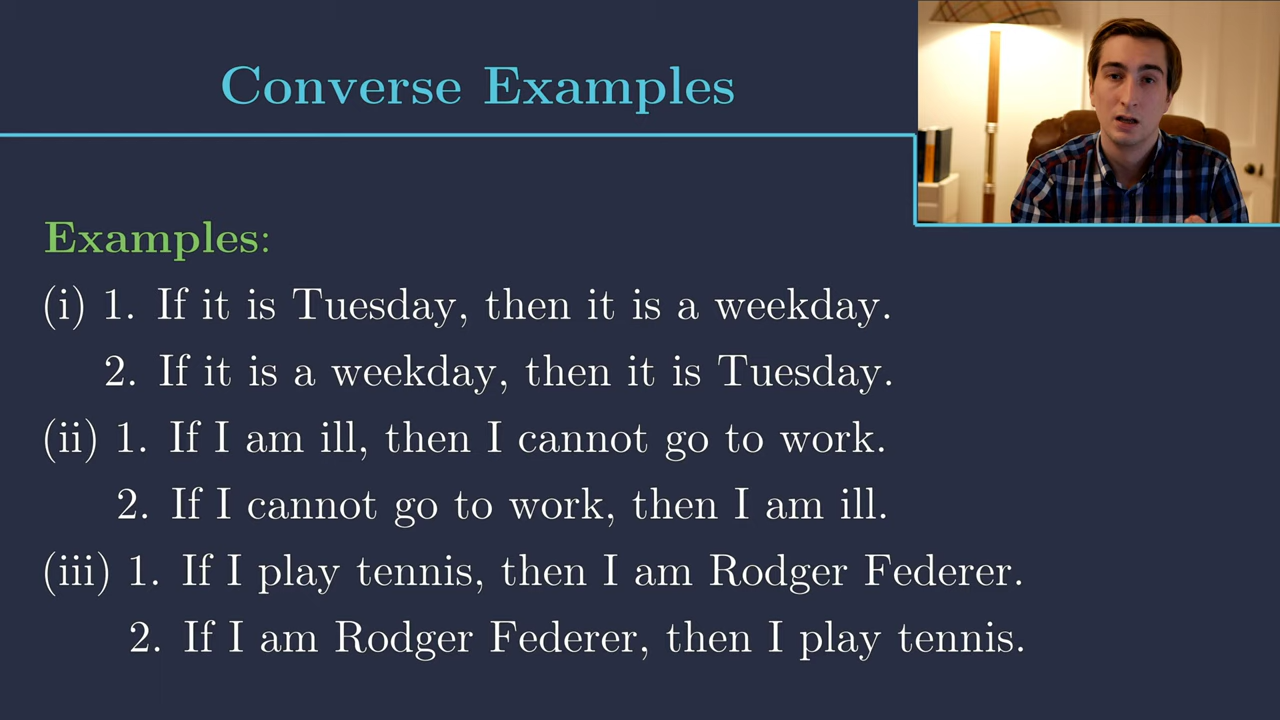 Converse Examples
Examples:
(i) 1. If it is Tuesday, then it is a weekday.
2. If it is a weekday, then it is Tuesday.
(ii) 1. If I am ill, then I cannot go to work.
2. If I cannot go to work, then I am ill.
(iii) 1. If I play tennis, then I am Rodger Federer.
2. If I am Rodger Federer, then I play tennis.